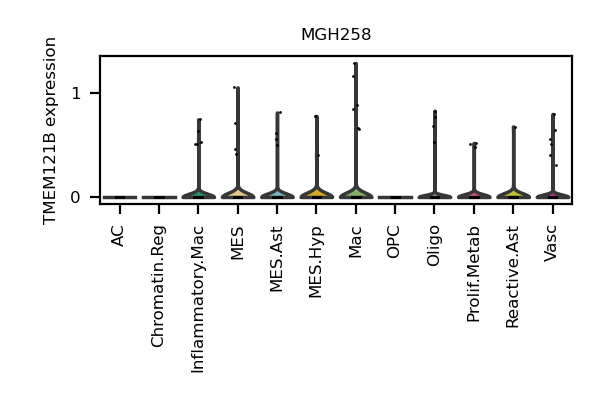 MGH258
TMEM121B expression
1
0
AC
Chromatin.Reg
Inflammatory.Mac
MES
MES.Ast
MES.Hyp
Mac
OPC
Oligo
Prolif.Metab
Reactive.Ast
Vasc